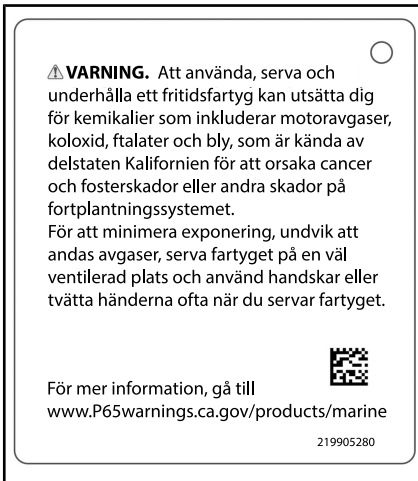 ⚠ VARNING. Att använda, serva och
underhålla ett fritidsfartyg kan utsätta dig
för kemikalier som inkluderar motoravgaser,
koloxid, ftalater och bly, som är kända av
delstaten Kalifornien för att orsaka cancer
och fosterskador eller andra skador på
fortplantningssystemet.
För att minimera exponering, undvik att
andas avgaser, serva fartyget på en väl
ventilerad plats och använd handskar eller
tvätta händerna ofta när du servar fartyget.
För mer information, gå till
www.P65warnings.ca.gov/products/marine
219905280